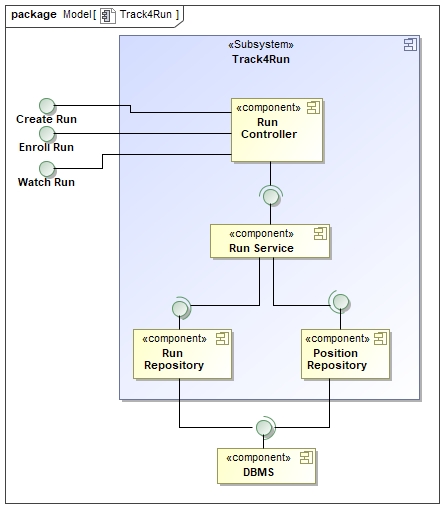 package Model[ Track4Run ]
«Subsystem»
Track4Run
Create Run
Enroll Run
Watch Run
«component»
Run
Controller
«component»
Run Service
«component»
Run
Repository
«component»
Position
Repository
«component»
DBMS